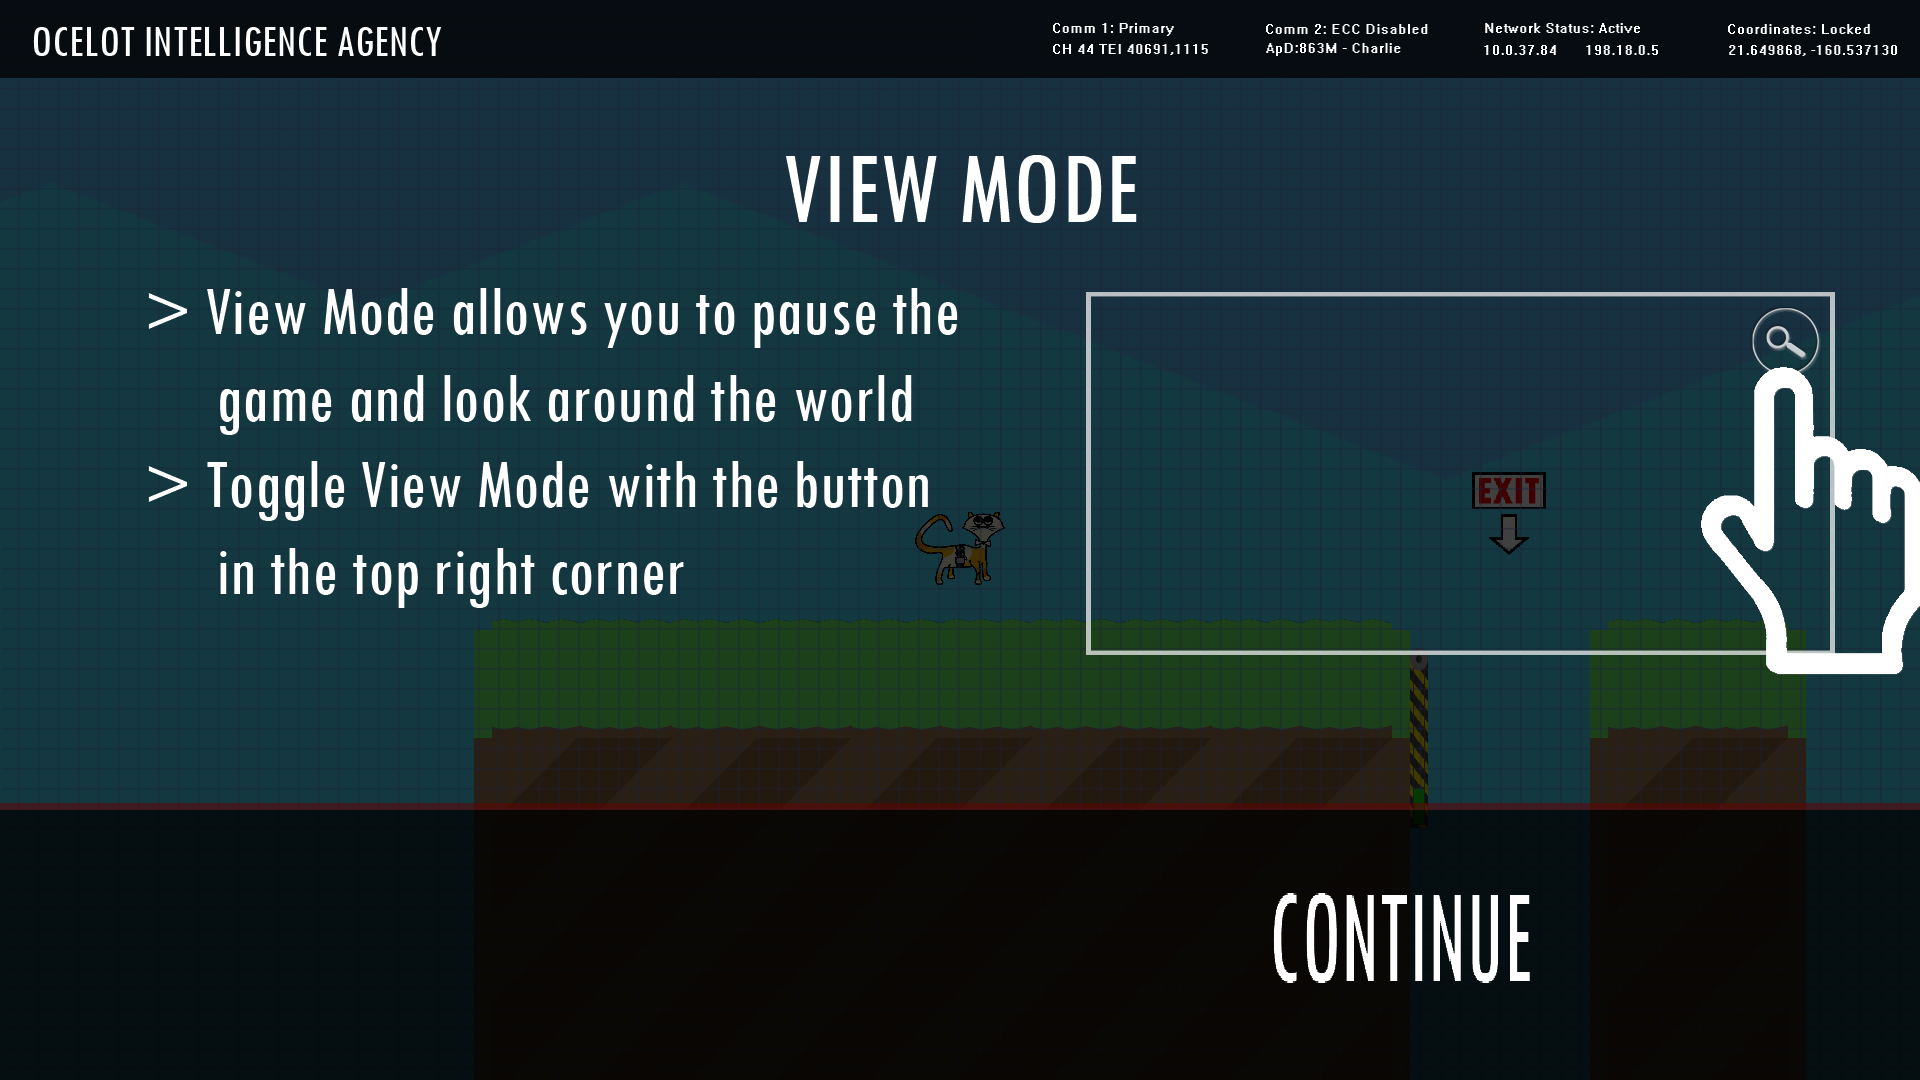 OCELOT INTELLIGENCE AGENCY
Comm 1: Primary
CH 44 TEI 40691,1115
Comm 2: ECC Disabled
ApD:863M - Charlie
Network Status: Active
10.0.37.84 198.18.0.5
Coordinates: Locked
21.649868, -160.537130
VIEW MODE
> View Mode allows you to pause the
game and look around the world
> Toggle View Mode with the button
in the top right corner
EXIT
CONTINUE